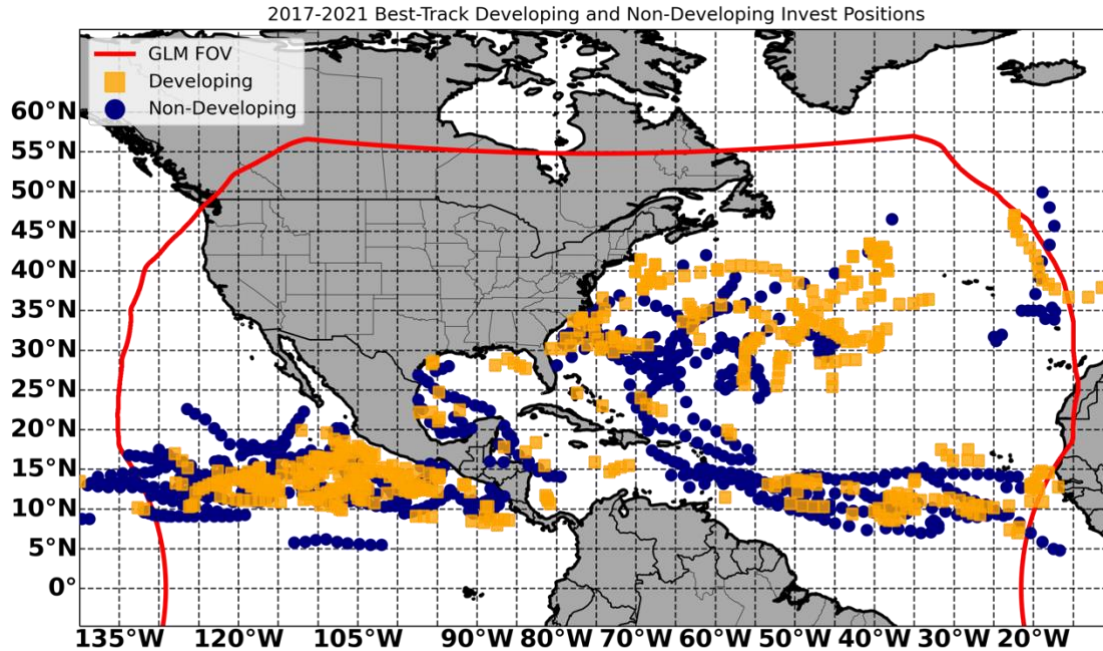 2017-2021 Best-Track Developing and Non-Developing Invest Positions
GLM FOV
Developing
Non-Developing
60°N
55°N
50°N
45°N
40°N
35°N
30°N
25°N
20°N
15°N
10°N
5°N
0°
135°W 120°W 105°W 90°W 80°W 70°W 60°W 50°W 40°W 30°W 20°W